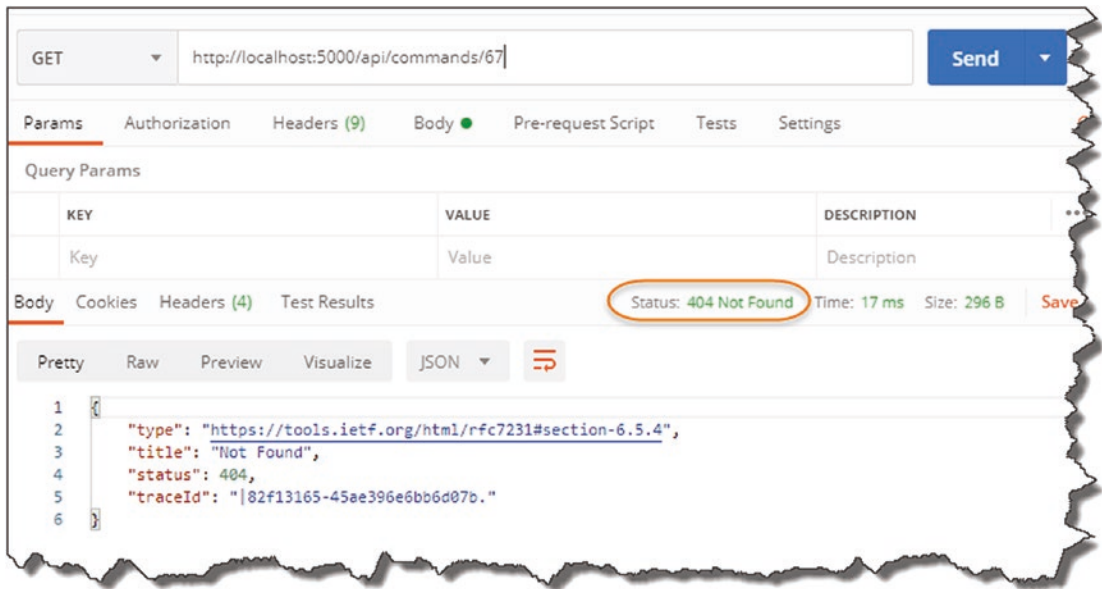 GET http://localhost:5000/api/commands/67 Send
Params Authorization Headers (9) Body Pre-request Script Tests Settings
Query Params
KEY VALUE DESCRIPTION
Key Value Description
Body Cookies Headers (4) Test Results Status: 404 Not Found Time: 17 ms Size: 296 B Save
Pretty Raw Preview Visualize JSON
1 {
2 "type": "https://tools.ietf.org/html/rfc7231#section-6.5.4",
3 "title": "Not Found",
4 "status": 404,
5 "traceId": "|82f13165-45ae396e6bb6d07b."
6 }